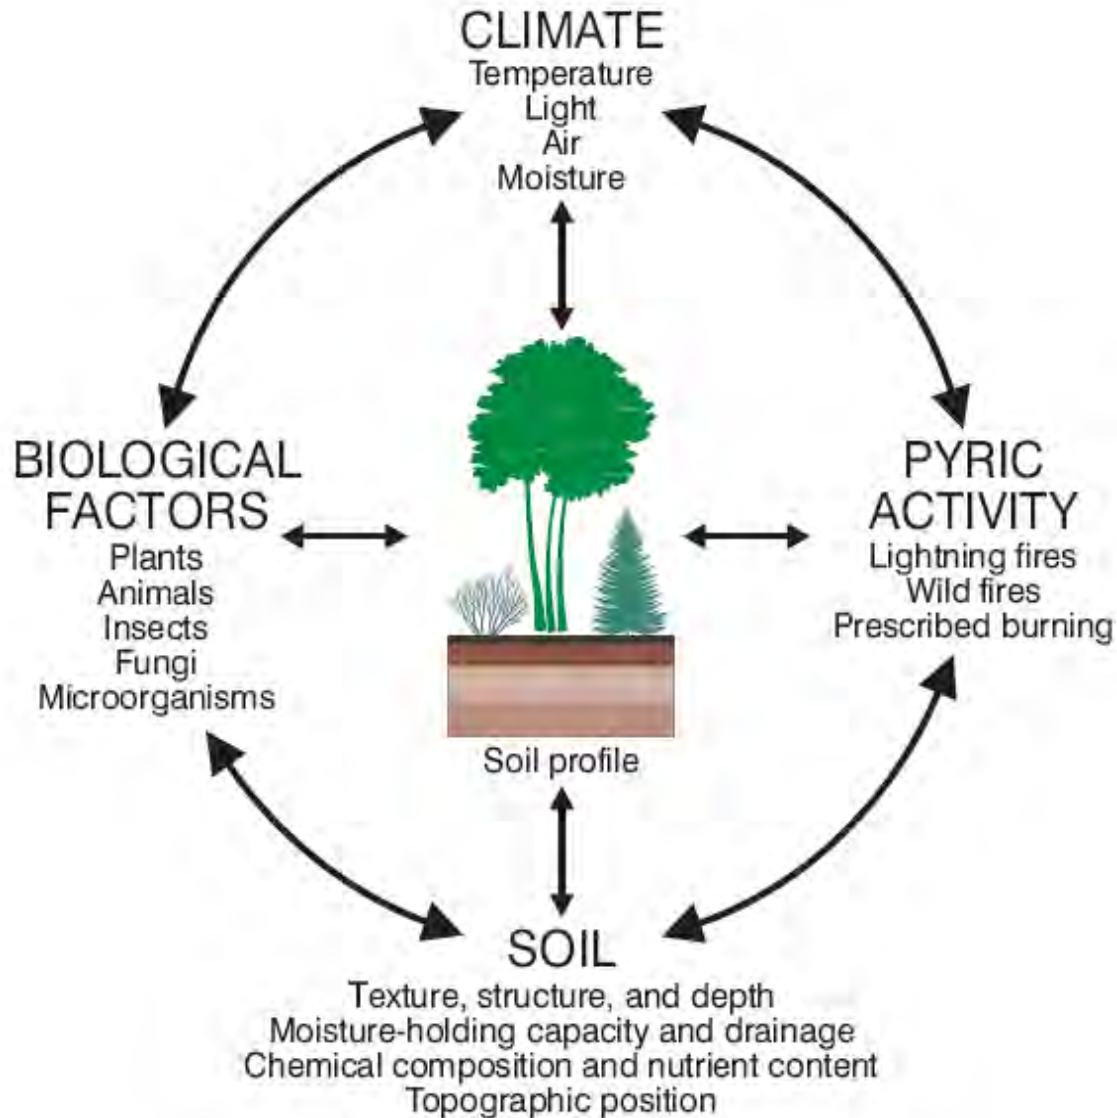 CLIMATE
Temperature
Light
Air
Moisture
BIOLOGICAL
FACTORS
Plants
Animals
Insects
Fungi
Microorganisms
PYRIC
ACTIVITY
Lightning fires
Wild fires
Prescribed burning
Soil profile
SOIL
Texture, structure, and depth
Moisture-holding capacity and drainage
Chemical composition and nutrient content
Topographic position